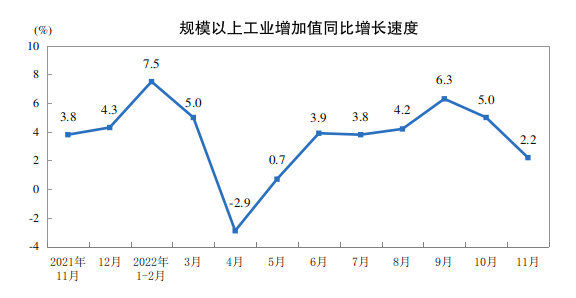 规模以上工业增加值同比增长速度
(%)
10
8
6
4
2
0
-2
-4
3.8
4.3
7.5
5.0
-2.9
0.7
3.9
3.8
4.2
6.3
5.0
2.2
2021年
11月
12月
2022年
1-2月
3月
4月
5月
6月
7月
8月
9月
10月
11月